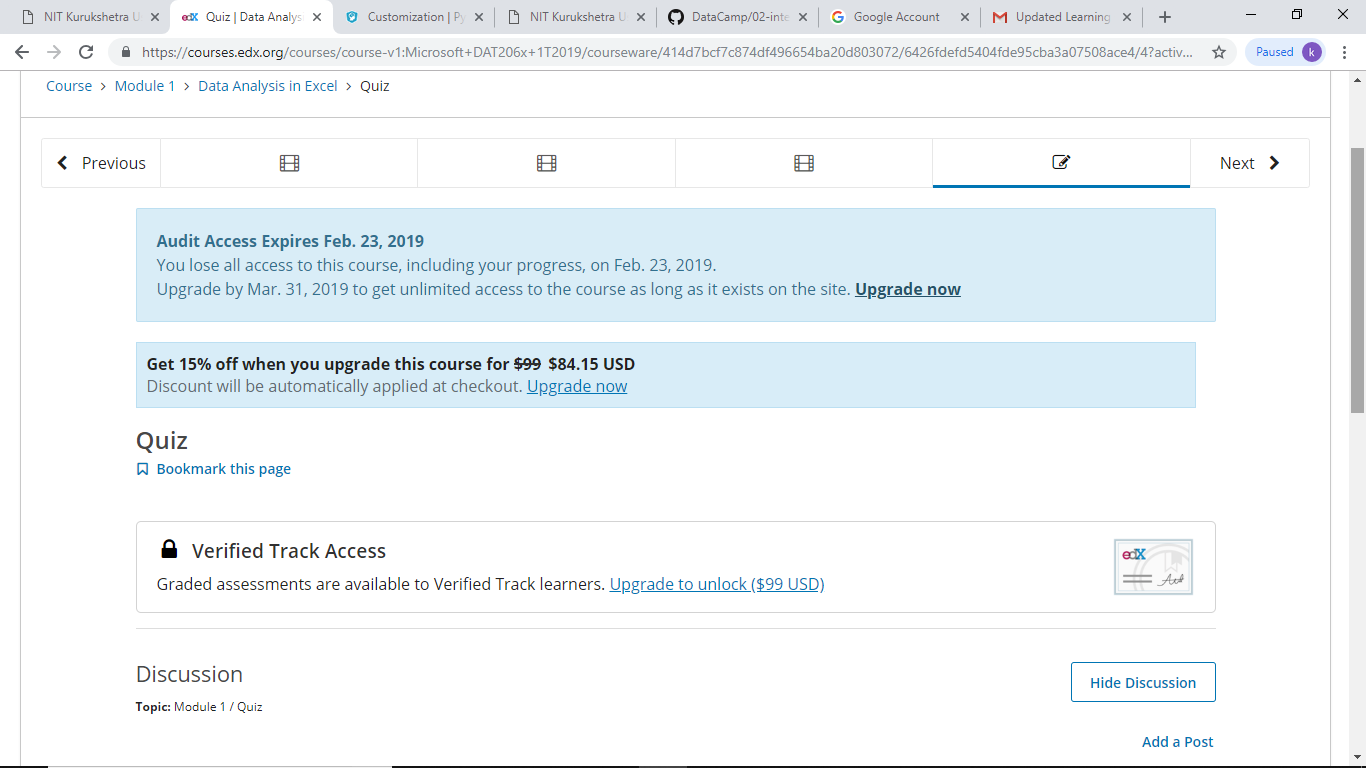 NIT Kurukshetra U
edX Quiz | Data Analys
Customization | Py
NIT Kurukshetra U
DataCamp/02-inte
Google Account
Updated Learning
https://courses.edx.org/courses/course-v1:Microsoft+DAT206x+1T2019/courseware/414d7bcf7c874df496654ba20d803072/6426fdefd5404fde95cba3a07508ace4/4?activ...
Paused k
Course > Module 1 > Data Analysis in Excel > Quiz
Previous
Next
Audit Access Expires Feb. 23, 2019
You lose all access to this course, including your progress, on Feb. 23, 2019.
Upgrade by Mar. 31, 2019 to get unlimited access to the course as long as it exists on the site. Upgrade now
Get 15% off when you upgrade this course for $99 $84.15 USD
Discount will be automatically applied at checkout. Upgrade now
Quiz
Bookmark this page
Verified Track Access
edX
Graded assessments are available to Verified Track learners. Upgrade to unlock ($99 USD)
Discussion
Hide Discussion
Topic: Module 1 / Quiz
Add a Post